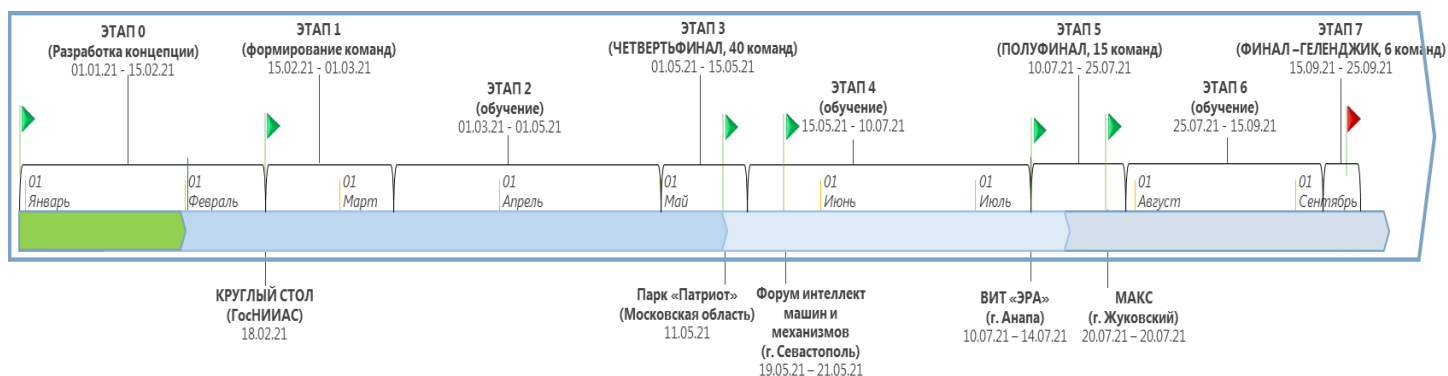 ЭТАП 0
(Разработка концепции)
01.01.21 - 15.02.21
ЭТАП 1
(формирование команд)
15.02.21 - 01.03.21
ЭТАП 2
(обучение)
01.03.21 - 01.05.21
ЭТАП 3
(ЧЕТВЕРТЬФИНАЛ, 40 команд)
01.05.21 - 15.05.21
ЭТАП 4
(обучение)
15.05.21 - 10.07.21
ЭТАП 5
(ПОЛУФИНАЛ, 15 команд)
10.07.21 - 25.07.21
ЭТАП 6
(обучение)
25.07.21 - 15.09.21
ЭТАП 7
(ФИНАЛ –ГЕЛЕНДЖИК, 6 команд)
15.09.21 - 25.09.21
01
Январь
01
Февраль
01
Март
01
Апрель
01
Май
01
Июнь
01
Июль
01
Август
01
Сентябрь
КРУГЛЫЙ СТОЛ
(ГосНИИАС)
18.02.21
Парк «Патриот»
(Московская область)
11.05.21
Форум интеллект
машин и
механизмов
(г. Севастополь)
19.05.21 – 21.05.21
ВИТ «ЭРА»
(г. Анапа)
10.07.21 – 14.07.21
МАКС
(г. Жуковский)
20.07.21 – 20.07.21